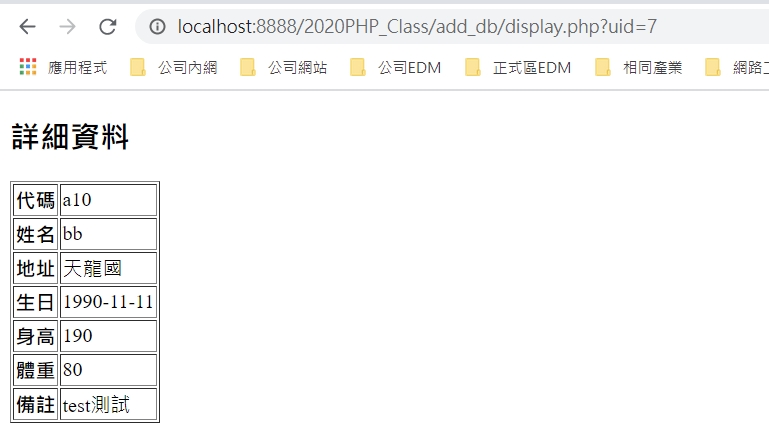 localhost:8888/2020PHP_Class/add_db/display.php?uid=7
應用程式 公司內網 公司網站 公司EDM 正式區EDM 相同產業 網路
詳細資料
代碼 a10
姓名 bb
地址 天龍國
生日 1990-11-11
身高 190
體重 80
備註 test測試